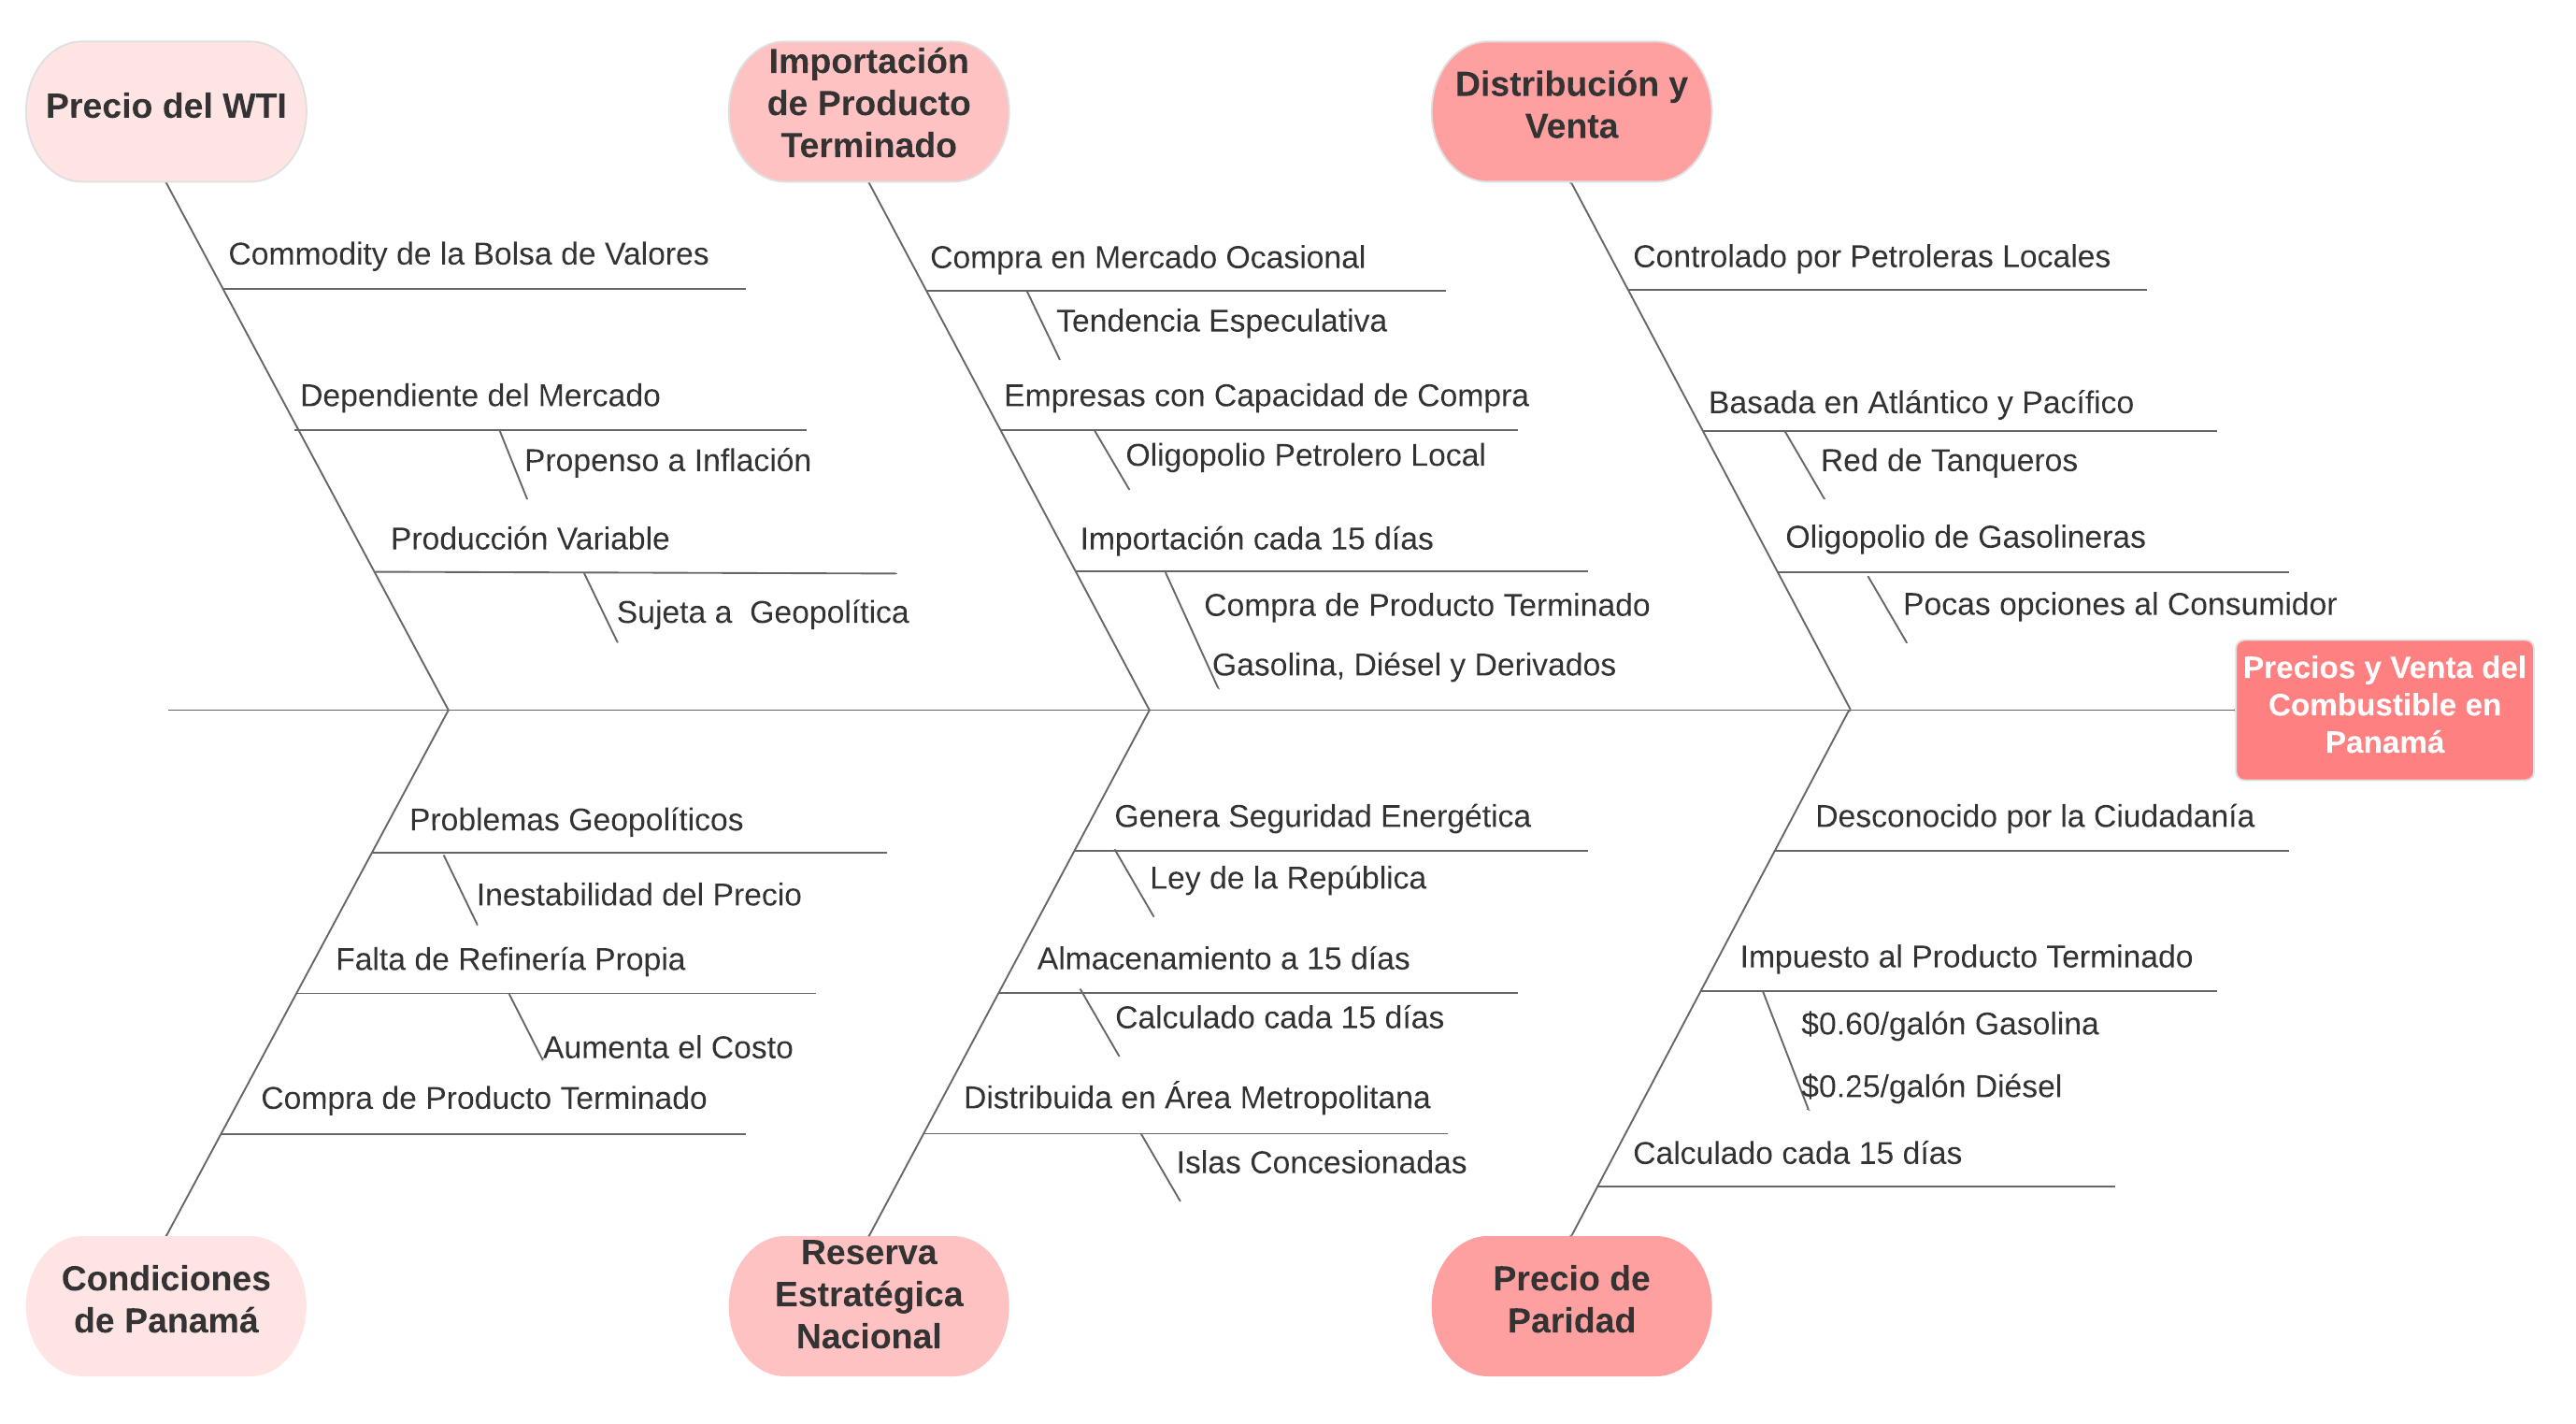 Precio del WTI
Importación
de Producto
Terminado
Distribución y
Venta
Commodity de la Bolsa de Valores
Dependiente del Mercado
Propenso a Inflación
Producción Variable
Sujeta a  Geopolítica
Compra en Mercado Ocasional
Tendencia Especulativa
Empresas con Capacidad de Compra
Oligopolio Petrolero Local
Importación cada 15 días
Compra de Producto Terminado
Gasolina, Diésel y Derivados
Controlado por Petroleras Locales
Basada en Atlántico y Pacífico
Red de Tanqueros
Oligopolio de Gasolineras
Pocas opciones al Consumidor
Precios y Venta del
Combustible en
Panamá
Problemas Geopolíticos
Inestabilidad del Precio
Falta de Refinería Propia
Aumenta el Costo
Compra de Producto Terminado
Genera Seguridad Energética
Ley de la República
Almacenamiento a 15 días
Calculado cada 15 días
Distribuida en Área Metropolitana
Islas Concesionadas
Desconocido por la Ciudadanía
Impuesto al Producto Terminado
$0.60/galón Gasolina
$0.25/galón Diésel
Calculado cada 15 días
Condiciones
de Panamá
Reserva
Estratégica
Nacional
Precio de
Paridad